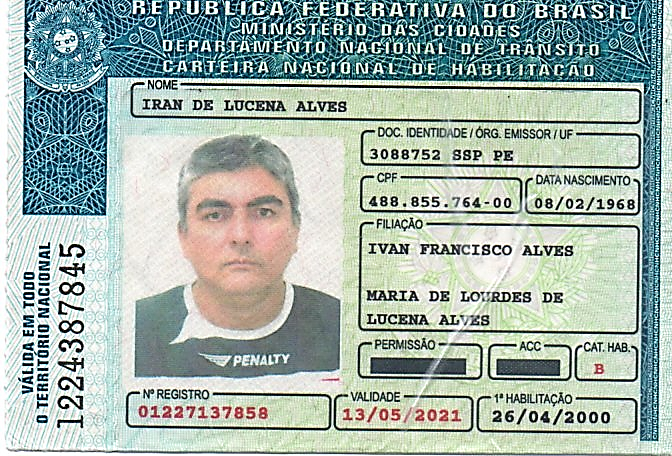 REPÚBLICA FEDERATIVA DO BRASIL
MINISTÉRIO DAS CIDADES
DEPARTAMENTO NACIONAL DE TRÂNSITO
CARTEIRA NACIONAL DE HABILITAÇÃO
NOME
IRAN DE LUCENA ALVES
DOC. IDENTIDADE / ÓRG. EMISSOR / UF
3088752 SSP PE
CPF
488.855.764-00
DATA NASCIMENTO
08/02/1968
FILIAÇÃO
IVAN FRANCISCO ALVES
MARIA DE LOURDES DE
LUCENA ALVES
PERMISSÃO
ACC
CAT. HAB.
B
Nº REGISTRO
01227137858
VALIDADE
13/05/2021
1ª HABILITAÇÃO
26/04/2000
VÁLIDA EM TODO
O TERRITÓRIO NACIONAL
1224387845
PENALTY